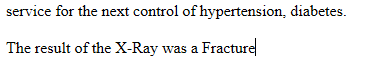 service for the next control of hypertension, diabetes.
The result of the X-Ray was a Fracture